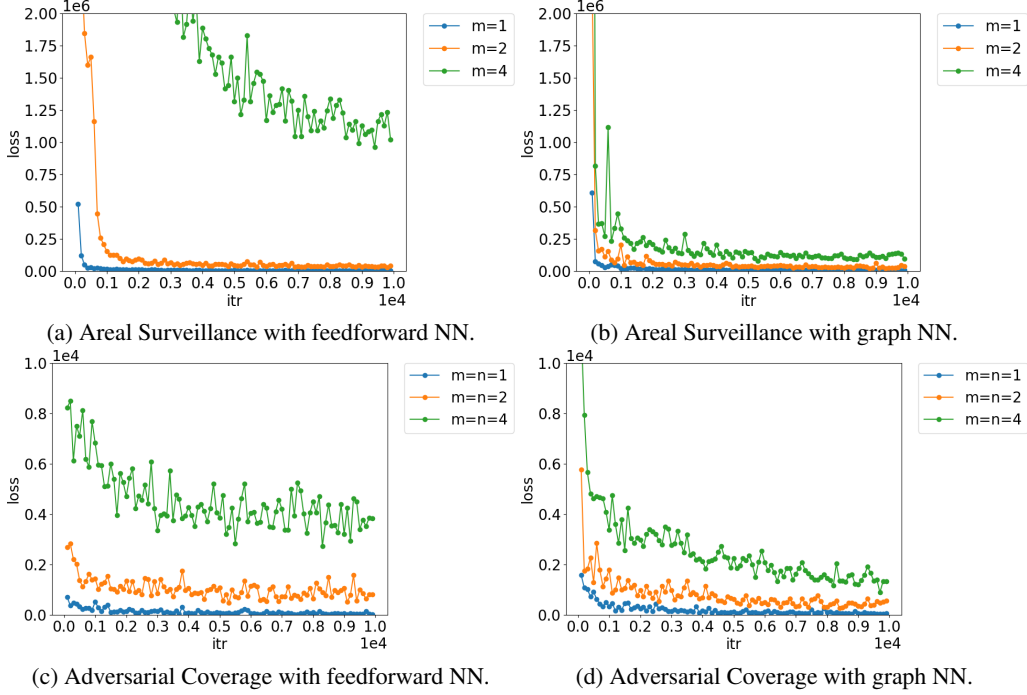 1e6
2.00
1.75
1.50
1.25
1.00
0.75
0.50
0.25
0.00
loss
0.0 0.1 0.2 0.3 0.4 0.5 0.6 0.7 0.8 0.9 1.0
itr
1e4
m=1
m=2
m=4
(a) Areal Surveillance with feedforward NN.
1e6
2.00
1.75
1.50
1.25
1.00
0.75
0.50
0.25
0.00
loss
0.0 0.1 0.2 0.3 0.4 0.5 0.6 0.7 0.8 0.9 1.0
itr
1e4
m=1
m=2
m=4
(b) Areal Surveillance with graph NN.
1e4
1.0
0.8
0.6
0.4
0.2
0.0
loss
0.0 0.1 0.2 0.3 0.4 0.5 0.6 0.7 0.8 0.9 1.0
itr
1e4
m=n=1
m=n=2
m=n=4
(c) Adversarial Coverage with feedforward NN.
1e4
1.0
0.8
0.6
0.4
0.2
0.0
loss
0.0 0.1 0.2 0.3 0.4 0.5 0.6 0.7 0.8 0.9 1.0
itr
1e4
m=n=1
m=n=2
m=n=4
(d) Adversarial Coverage with graph NN.